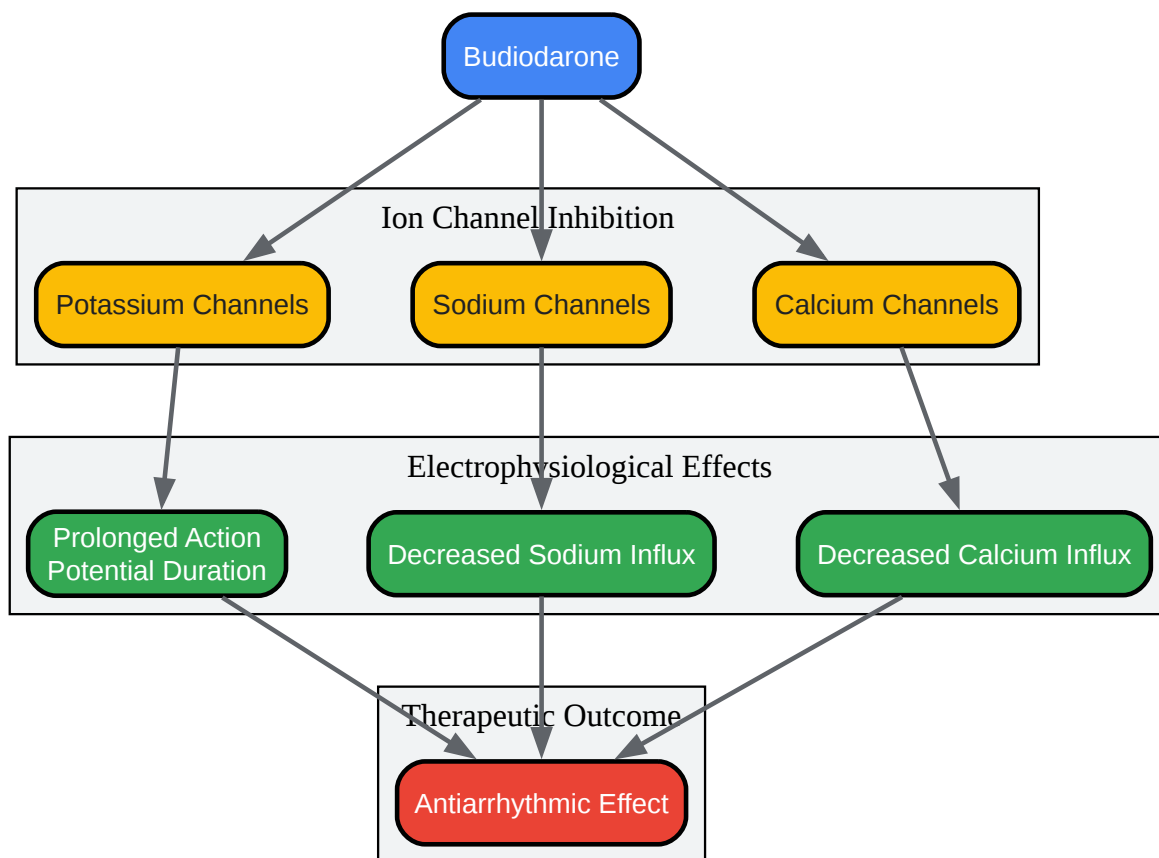 Budiodarone
Ion Channel Inhibition
Potassium Channels
Sodium Channels
Calcium Channels
Electrophysiological Effects
Prolonged Action
Potential Duration
Decreased Sodium Influx
Decreased Calcium Influx
Therapeutic Outcome
Antiarrhythmic Effect